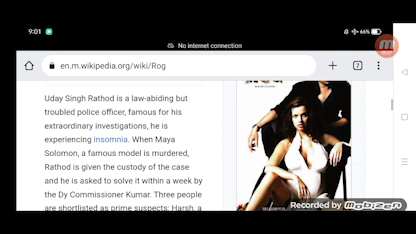 9:01
66%
No internet connection
en.m.wikipedia.org/wiki/Rog
Uday Singh Rathod is a law-abiding but
troubled police officer, famous for his
extraordinary investigations, he is
experiencing insomnia. When Maya
Solomon, a famous model is murdered,
Rathod is given the custody of the case
and he is asked to solve it within a week
by the Dy Commissioner Kumar. Three people
are shortlisted as prime suspects: Harsh, a
Recorded by mobizen